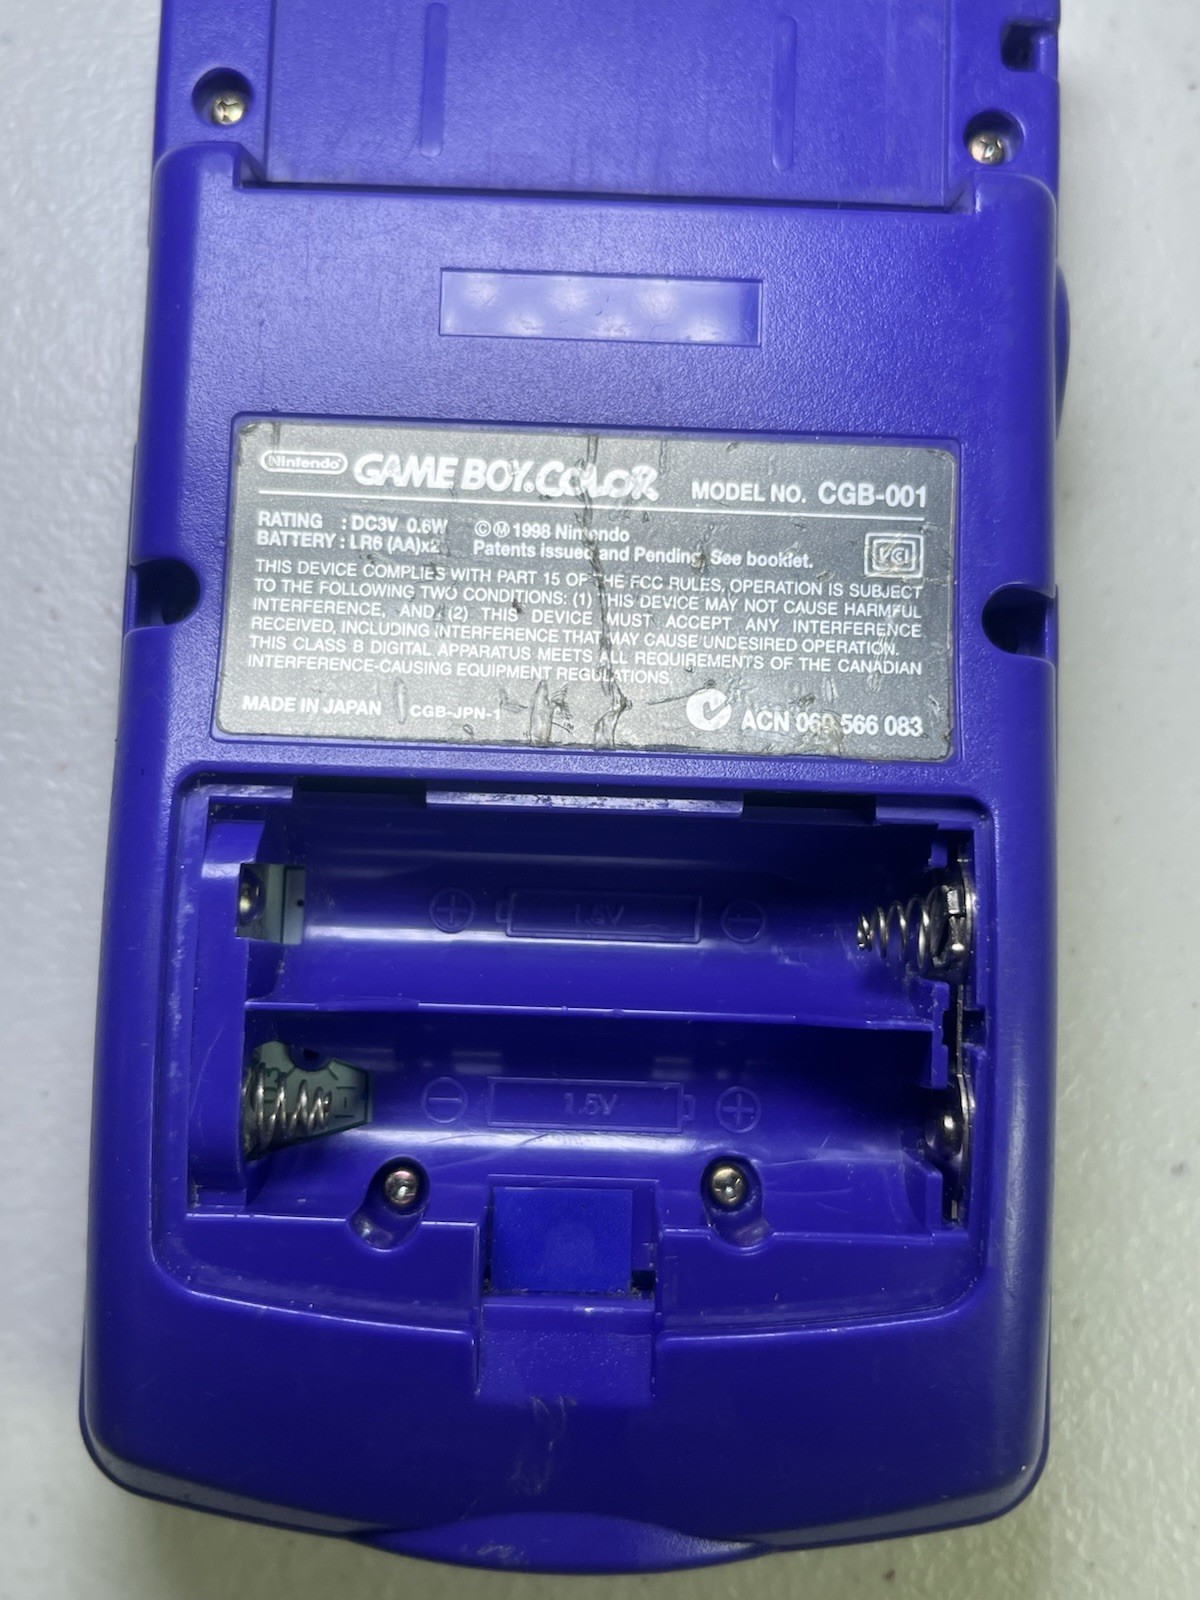 Nintendo GAME BOY COLOR MODEL NO. CGB-001
RATING : DC3V 0.6W
BATTERY : LR6 (AA)x2
©Ⓜ 1998 Nintendo
Patents issued and Pending. See booklet.
VCI
THIS DEVICE COMPLIES WITH PART 15 OF THE FCC RULES, OPERATION IS SUBJECT
TO THE FOLLOWING TWO CONDITIONS: (1) THIS DEVICE MAY NOT CAUSE HARMFUL
INTERFERENCE, AND (2) THIS DEVICE MUST ACCEPT ANY INTERFERENCE
RECEIVED, INCLUDING INTERFERENCE THAT MAY CAUSE UNDESIRED OPERATION.
THIS CLASS B DIGITAL APPARATUS MEETS ALL REQUIREMENTS OF THE CANADIAN
INTERFERENCE-CAUSING EQUIPMENT REGULATIONS.
MADE IN JAPAN CGB-JPN-1 ACN 060 566 083
+ 1.5V −
− 1.5V +